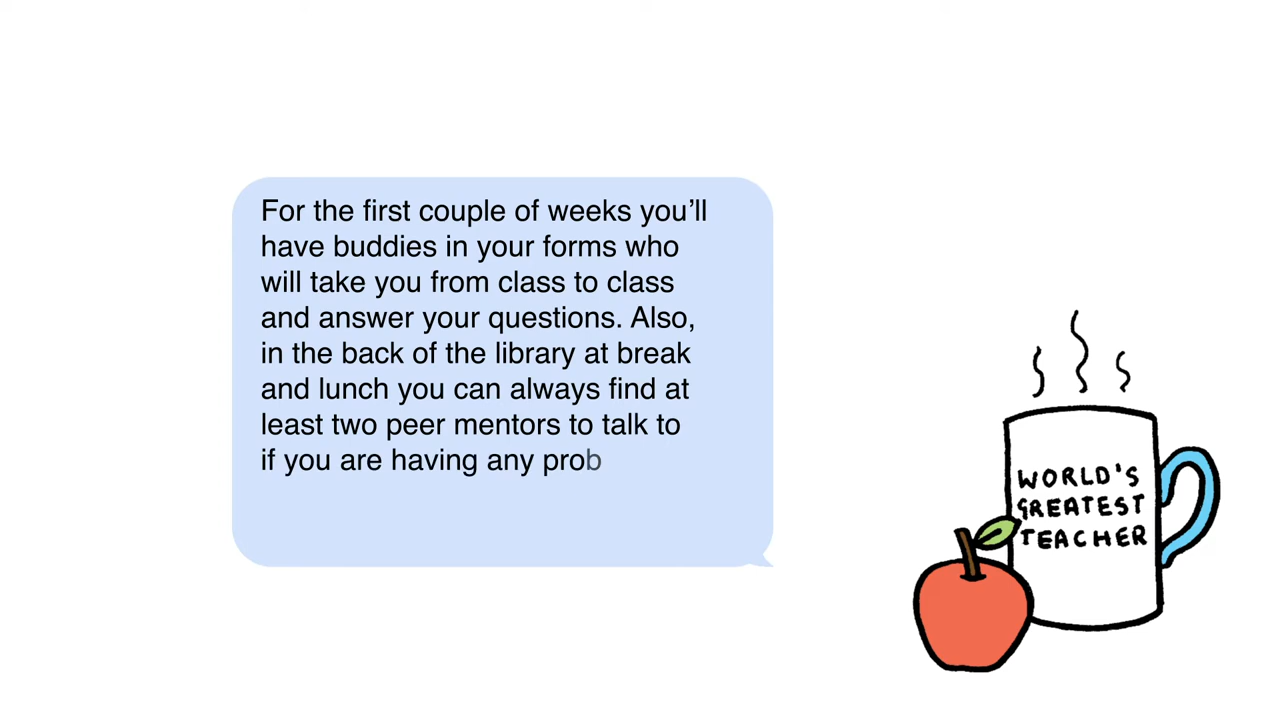 For the first couple of weeks you’ll
have buddies in your forms who
will take you from class to class
and answer your questions. Also,
in the back of the library at break
and lunch you can always find at
least two peer mentors to talk to
if you are having any prob
WORLD'S
GREATEST
TEACHER